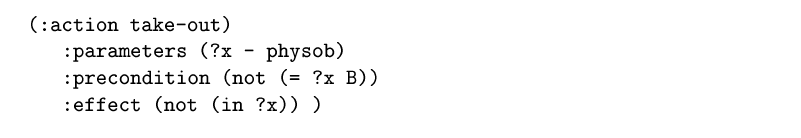 (:action take-out)
:parameters (?x - physob)
:precondition (not (= ?x B))
:effect (not (in ?x)) )